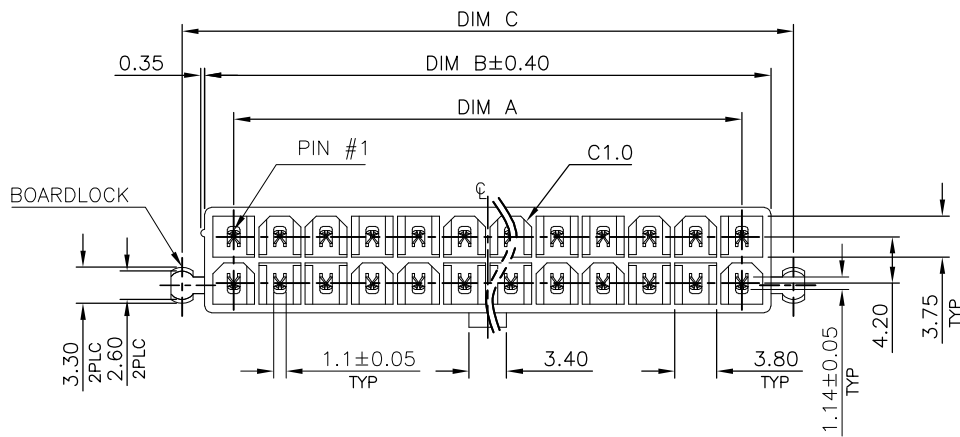 DIM C
0.35
DIM B±0.40
DIM A
PIN #1
C1.0
℄
BOARDLOCK
3.30
2PLC
2.60
2PLC
1.1±0.05
TYP
3.40
3.80
TYP
1.14±0.05
TYP
4.20
3.75
TYP